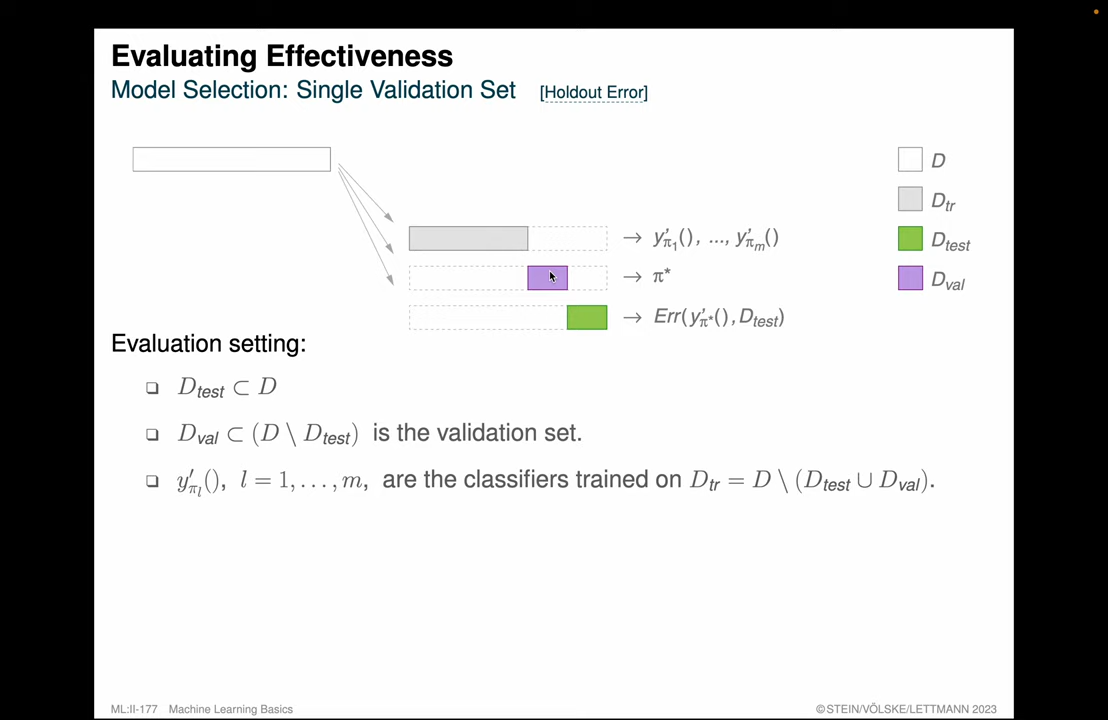 Evaluating Effectiveness
Model Selection: Single Validation Set [Holdout Error]
D
D_tr
D_test
D_val
→ y′_π₁(), ..., y′_πₘ()
→ π*
→ Err(y′_π*(), D_test)
Evaluation setting:
❑ D_test ⊂ D
❑ D_val ⊂ (D \ D_test) is the validation set.
❑ y′_πₗ(), l = 1, . . . , m, are the classifiers trained on D_tr = D \ (D_test ∪ D_val).
ML:II-177 Machine Learning Basics
© STEIN/VÖLSKE/LETTMANN 2023